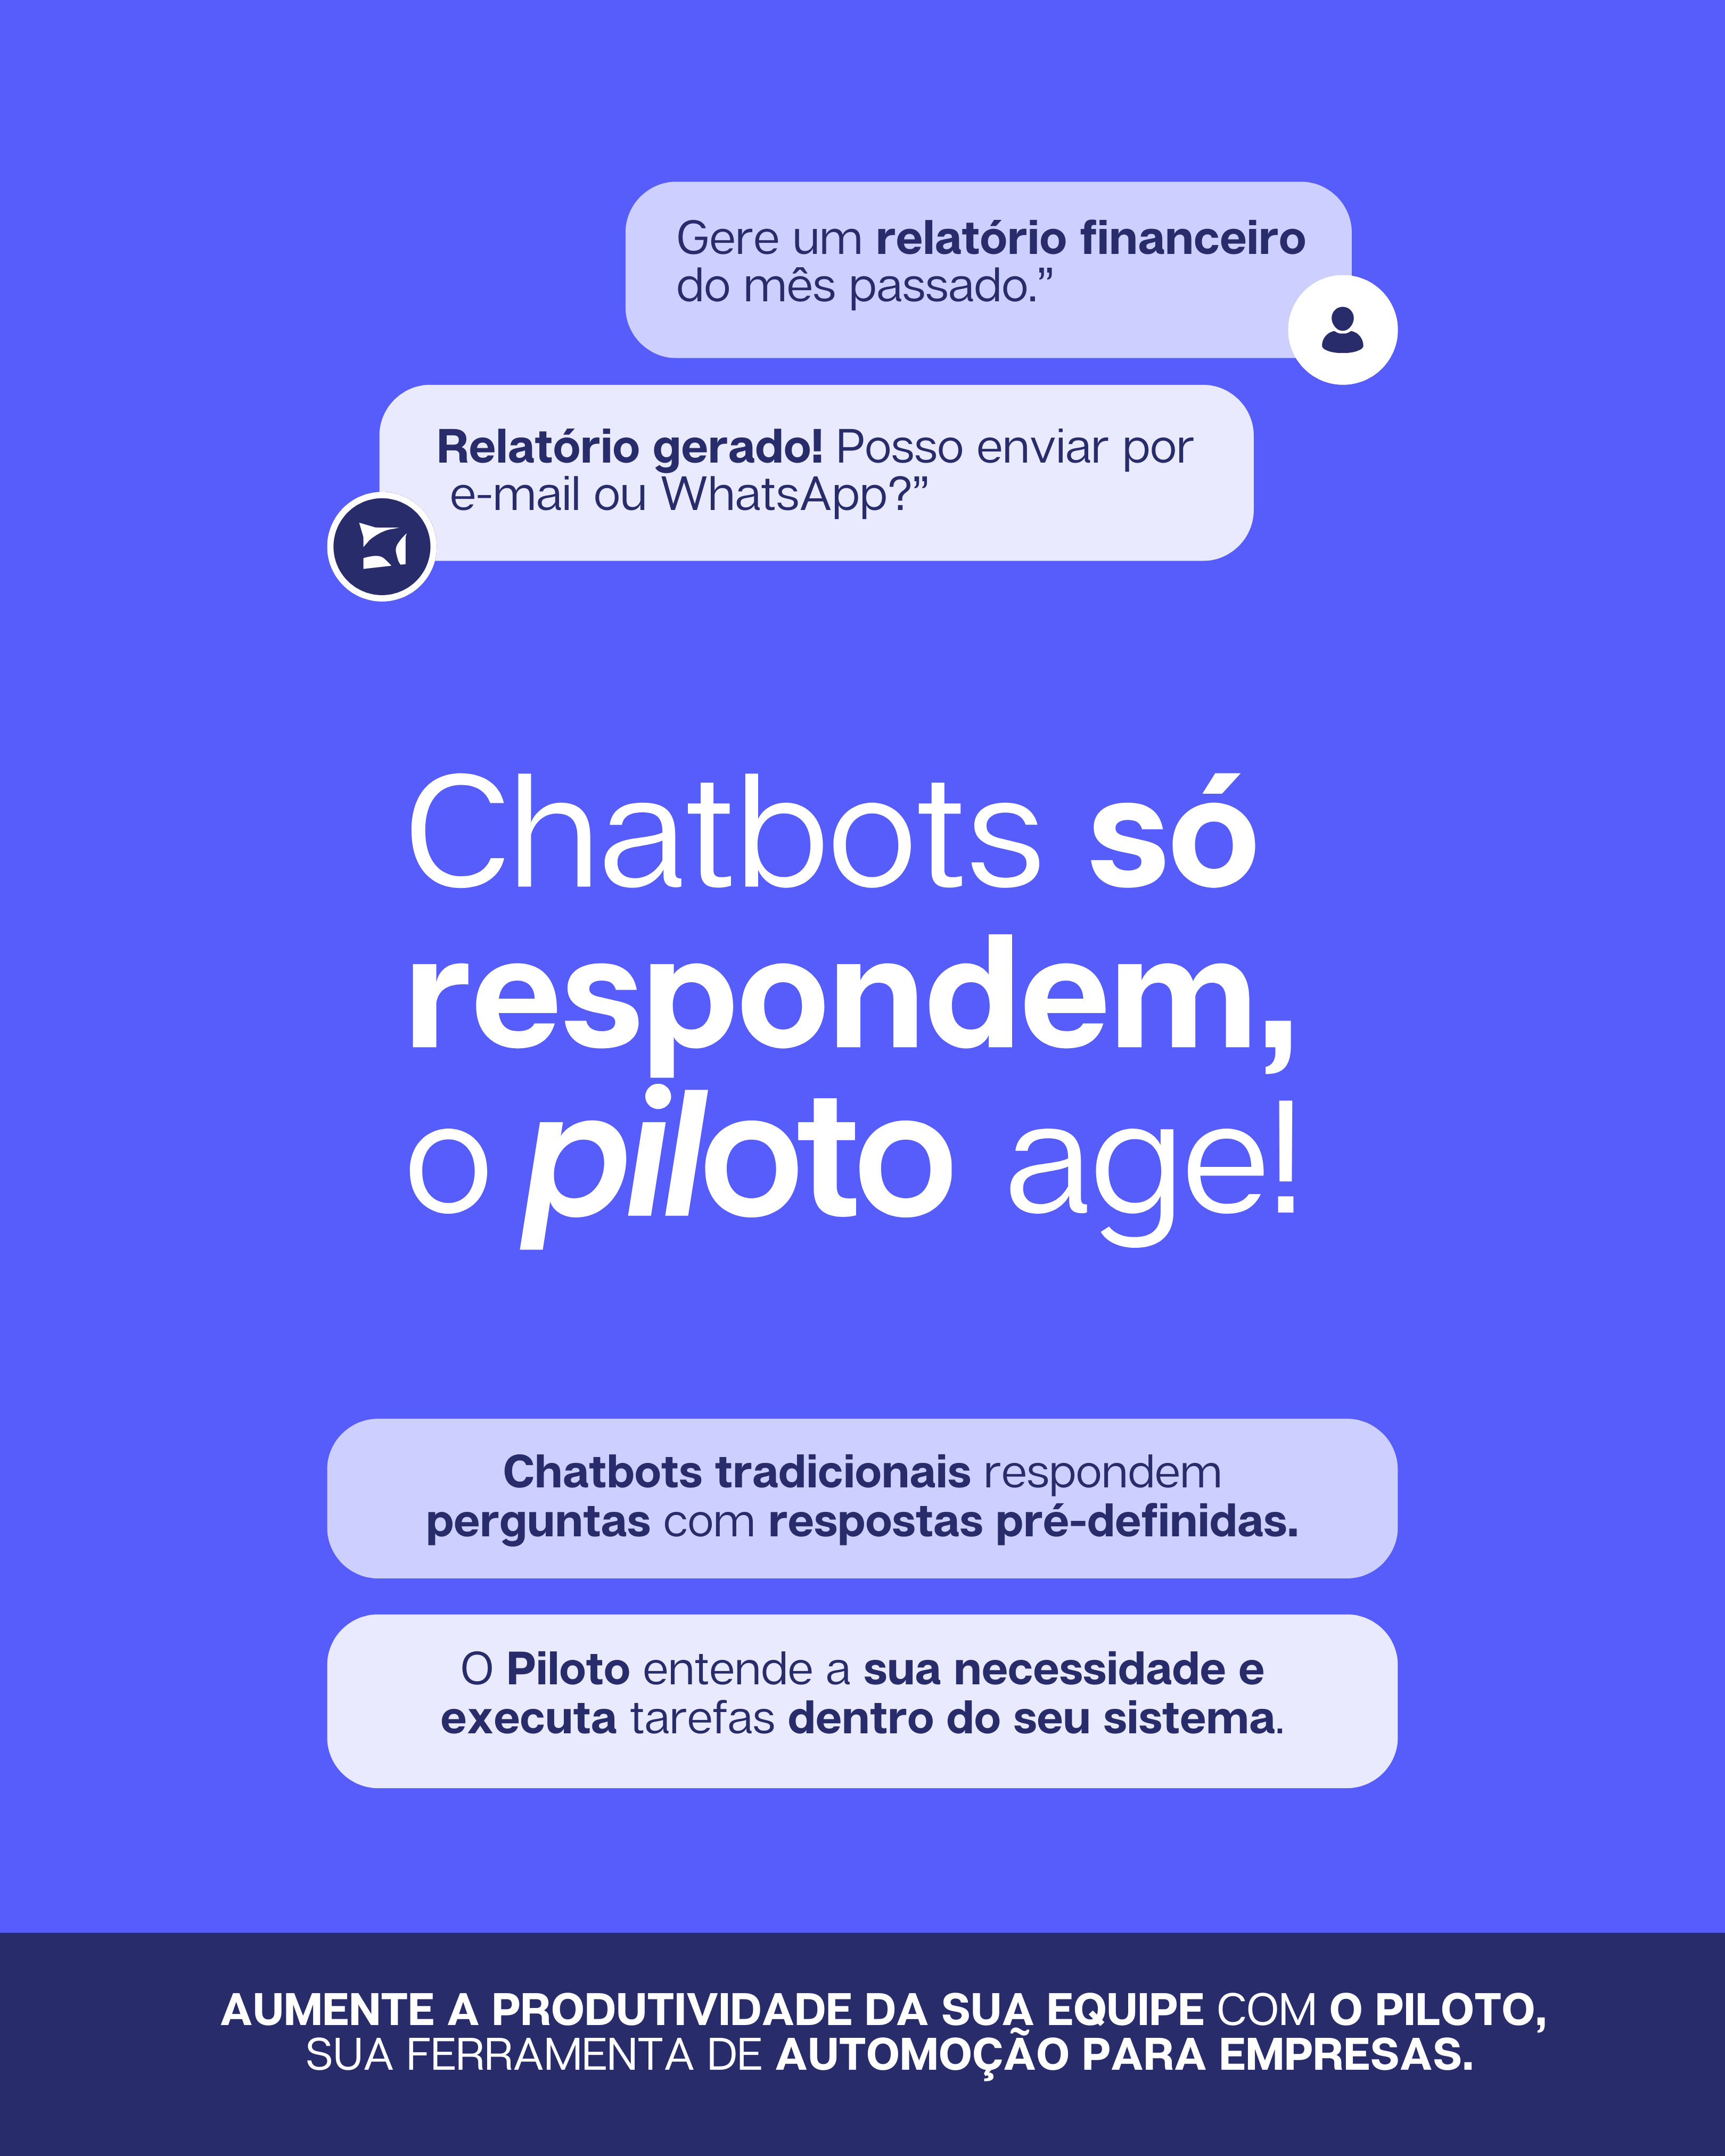 Gere um relatório financeiro
do mês passado.”
Relatório gerado! Posso enviar por
e-mail ou WhatsApp?”
Chatbots só
respondem,
o piloto age!
Chatbots tradicionais respondem
perguntas com respostas pré-definidas.
O Piloto entende a sua necessidade e
executa tarefas dentro do seu sistema.
AUMENTE A PRODUTIVIDADE DA SUA EQUIPE COM O PILOTO,
SUA FERRAMENTA DE AUTOMOÇÃO PARA EMPRESAS.